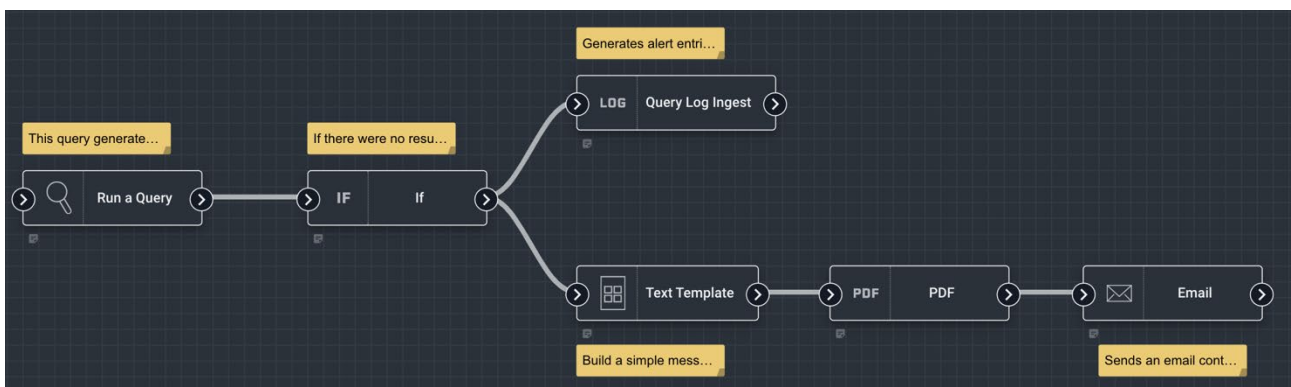 Generates alert entri…
LOG Query Log Ingest
This query generate…
If there were no resu…
Run a Query
IF If
Text Template
PDF PDF
Email
Build a simple mess…
Sends an email cont…